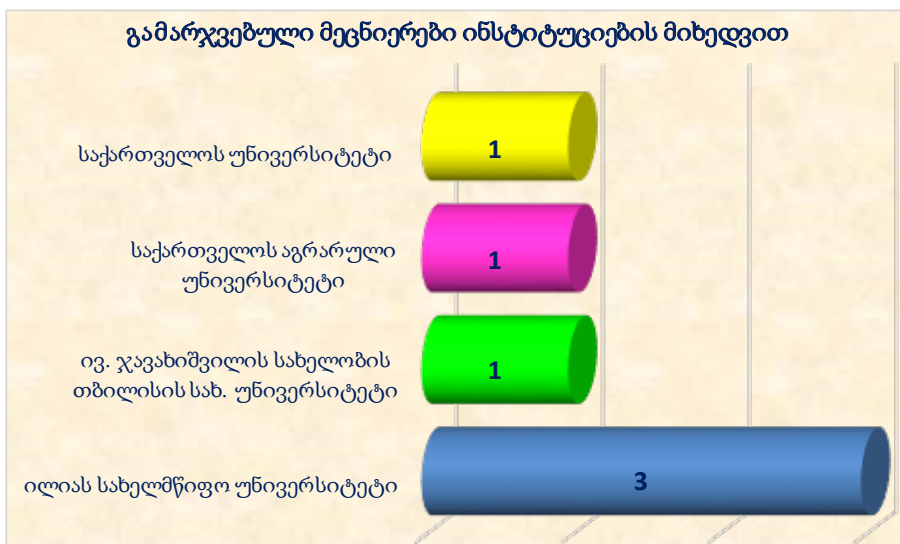 გამარჯვებული მეცნიერები ინსტიტუციების მიხედვით
საქართველოს უნივერსიტეტი
1
საქართველოს აგრარული
უნივერსიტეტი
1
ივ. ჯავახიშვილის სახელობის
თბილისის სახ. უნივერსიტეტი
1
ილიას სახელმწიფო უნივერსიტეტი
3